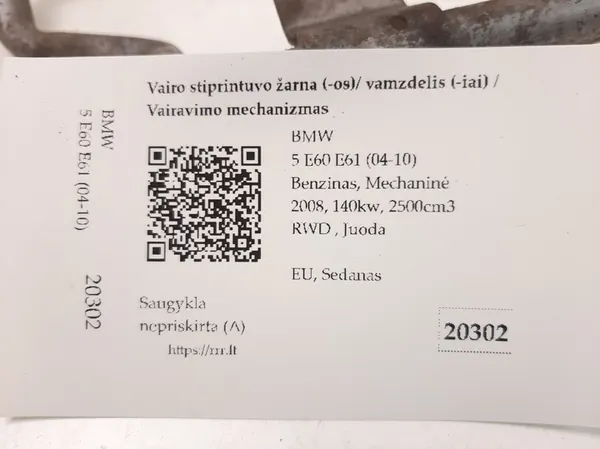 Vairo stiprintuvo žarna (-os)/ vamzdelis (-iai) /
Vairavimo mechanizmas
BMW
5 E60 E61 (04-10)
Benzinas, Mechaninė
2008, 140kw, 2500cm3
RWD , Juoda
EU, Sedanas
Saugykla
nepriskirta (A)
https://rrr.lt
20302
BMW
5 E60 E61 (04-10)
20302